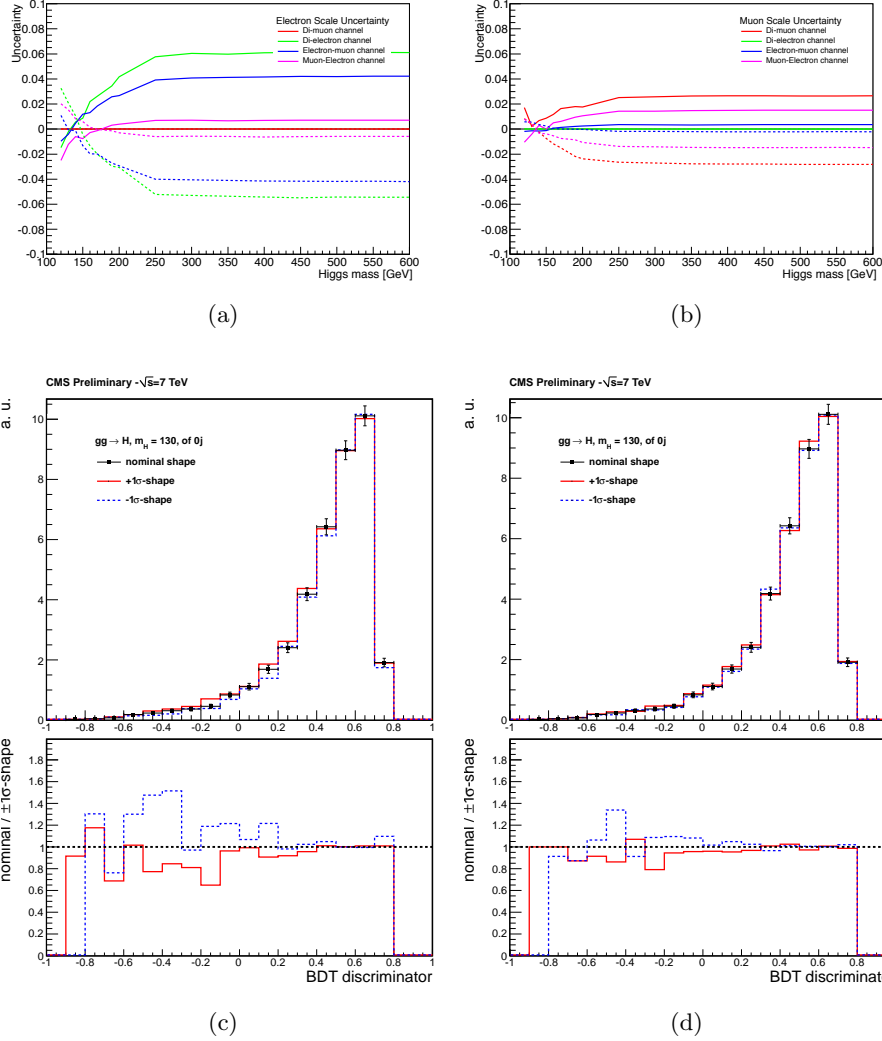 Uncertainty
0.1
0.08
0.06
0.04
0.02
0
-0.02
-0.04
-0.06
-0.08
-0.1
Electron Scale Uncertainty
Di-muon channel
Di-electron channel
Electron-muon channel
Muon-Electron channel
100 150 200 250 300 350 400 450 500 550 600
Higgs mass [GeV]
(a)
Uncertainty
0.1
0.08
0.06
0.04
0.02
0
-0.02
-0.04
-0.06
-0.08
-0.1
Muon Scale Uncertainty
Di-muon channel
Di-electron channel
Electron-muon channel
Muon-Electron channel
100 150 200 250 300 350 400 450 500 550 600
Higgs mass [GeV]
(b)
CMS Preliminary -√s=7 TeV
a. u.
10
8
6
4
2
0
gg → H, m_H = 130, of 0j
nominal shape
+1σ-shape
-1σ-shape
-1 -0.8 -0.6 -0.4 -0.2 0 0.2 0.4 0.6 0.8 1
nominal / ±1σ-shape
1.8
1.6
1.4
1.2
1
0.8
0.6
0.4
0.2
0
-1 -0.8 -0.6 -0.4 -0.2 0 0.2 0.4 0.6 0.8 1
BDT discriminator
(c)
CMS Preliminary -√s=7 TeV
a. u.
10
8
6
4
2
0
gg → H, m_H = 130, of 0j
nominal shape
+1σ-shape
-1σ-shape
-1 -0.8 -0.6 -0.4 -0.2 0 0.2 0.4 0.6 0.8
nominal / ±1σ-shape
1.8
1.6
1.4
1.2
1
0.8
0.6
0.4
0.2
0
-1 -0.8 -0.6 -0.4 -0.2 0 0.2 0.4 0.6 0.8
BDT discriminat
(d)